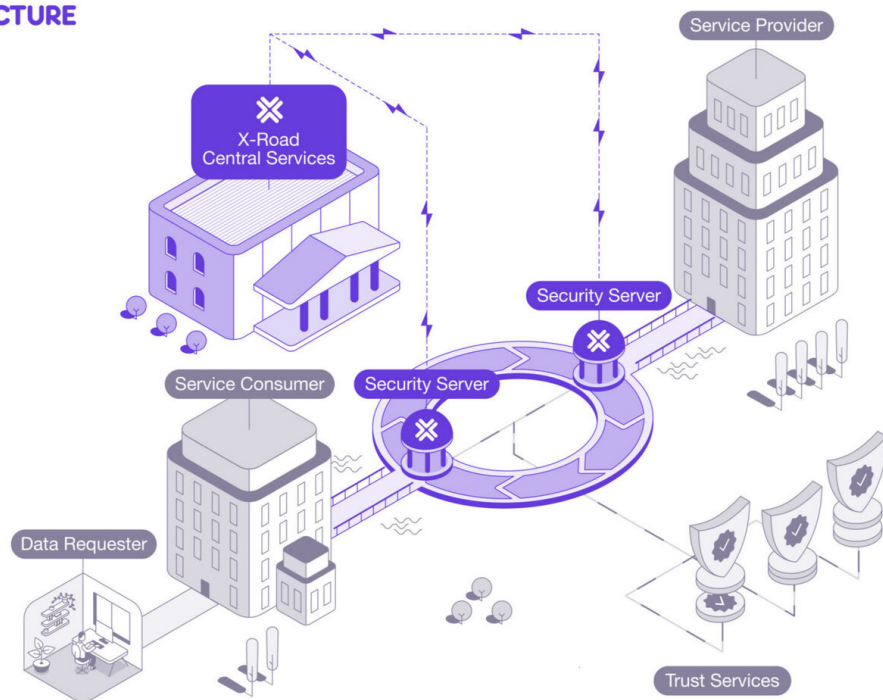 CTURE
Service Provider
X-Road
Central Services
Security Server
Service Consumer
Security Server
Data Requester
Trust Services